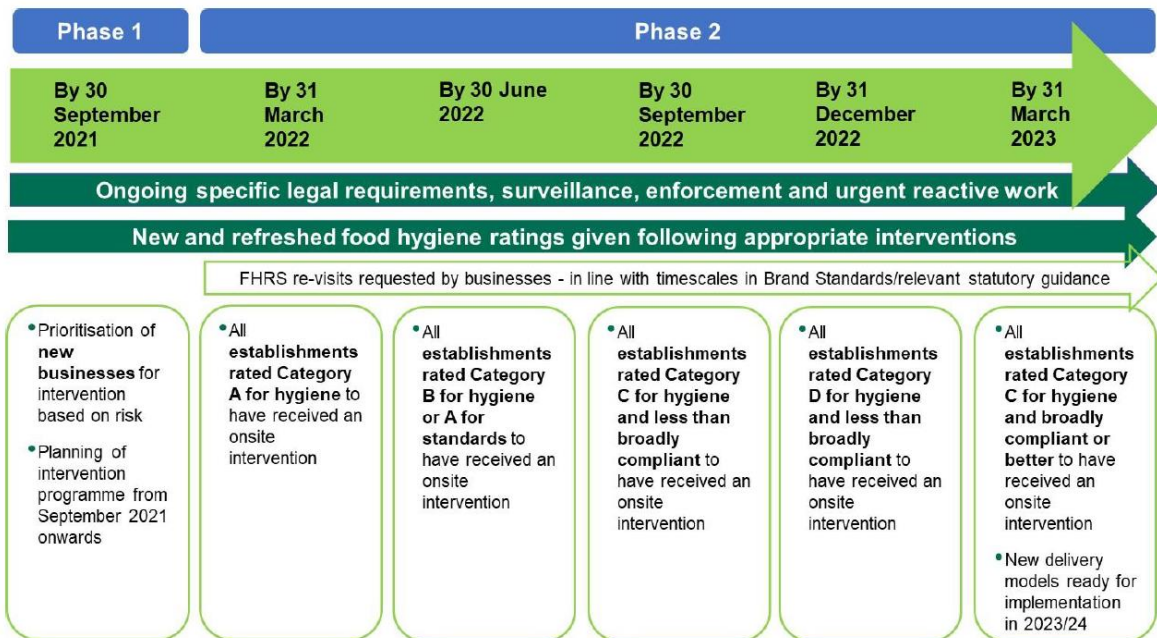 Phase 1
Phase 2
By 30
September
2021
By 31
March
2022
By 30 June
2022
By 30
September
2022
By 31
December
2022
By 31
March
2023
Ongoing specific legal requirements, surveillance, enforcement and urgent reactive work
New and refreshed food hygiene ratings given following appropriate interventions
FHRS re-visits requested by businesses - in line with timescales in Brand Standards/relevant statutory guidance
•Prioritisation of
new
businesses for
intervention
based on risk
•Planning of
intervention
programme from
September 2021
onwards
•All
establishments
rated Category
A for hygiene to
have received an
onsite
intervention
•All
establishments
rated Category
B for hygiene
or A for
standards to
have received an
onsite
intervention
•All
establishments
rated Category
C for hygiene
and less than
broadly
compliant to
have received an
onsite
intervention
•All
establishments
rated Category
D for hygiene
and less than
broadly
compliant to
have received an
onsite
intervention
•All
establishments
rated Category
C for hygiene
and broadly
compliant or
better to have
received an
onsite
intervention
•New delivery
models ready for
implementation
in 2023/24